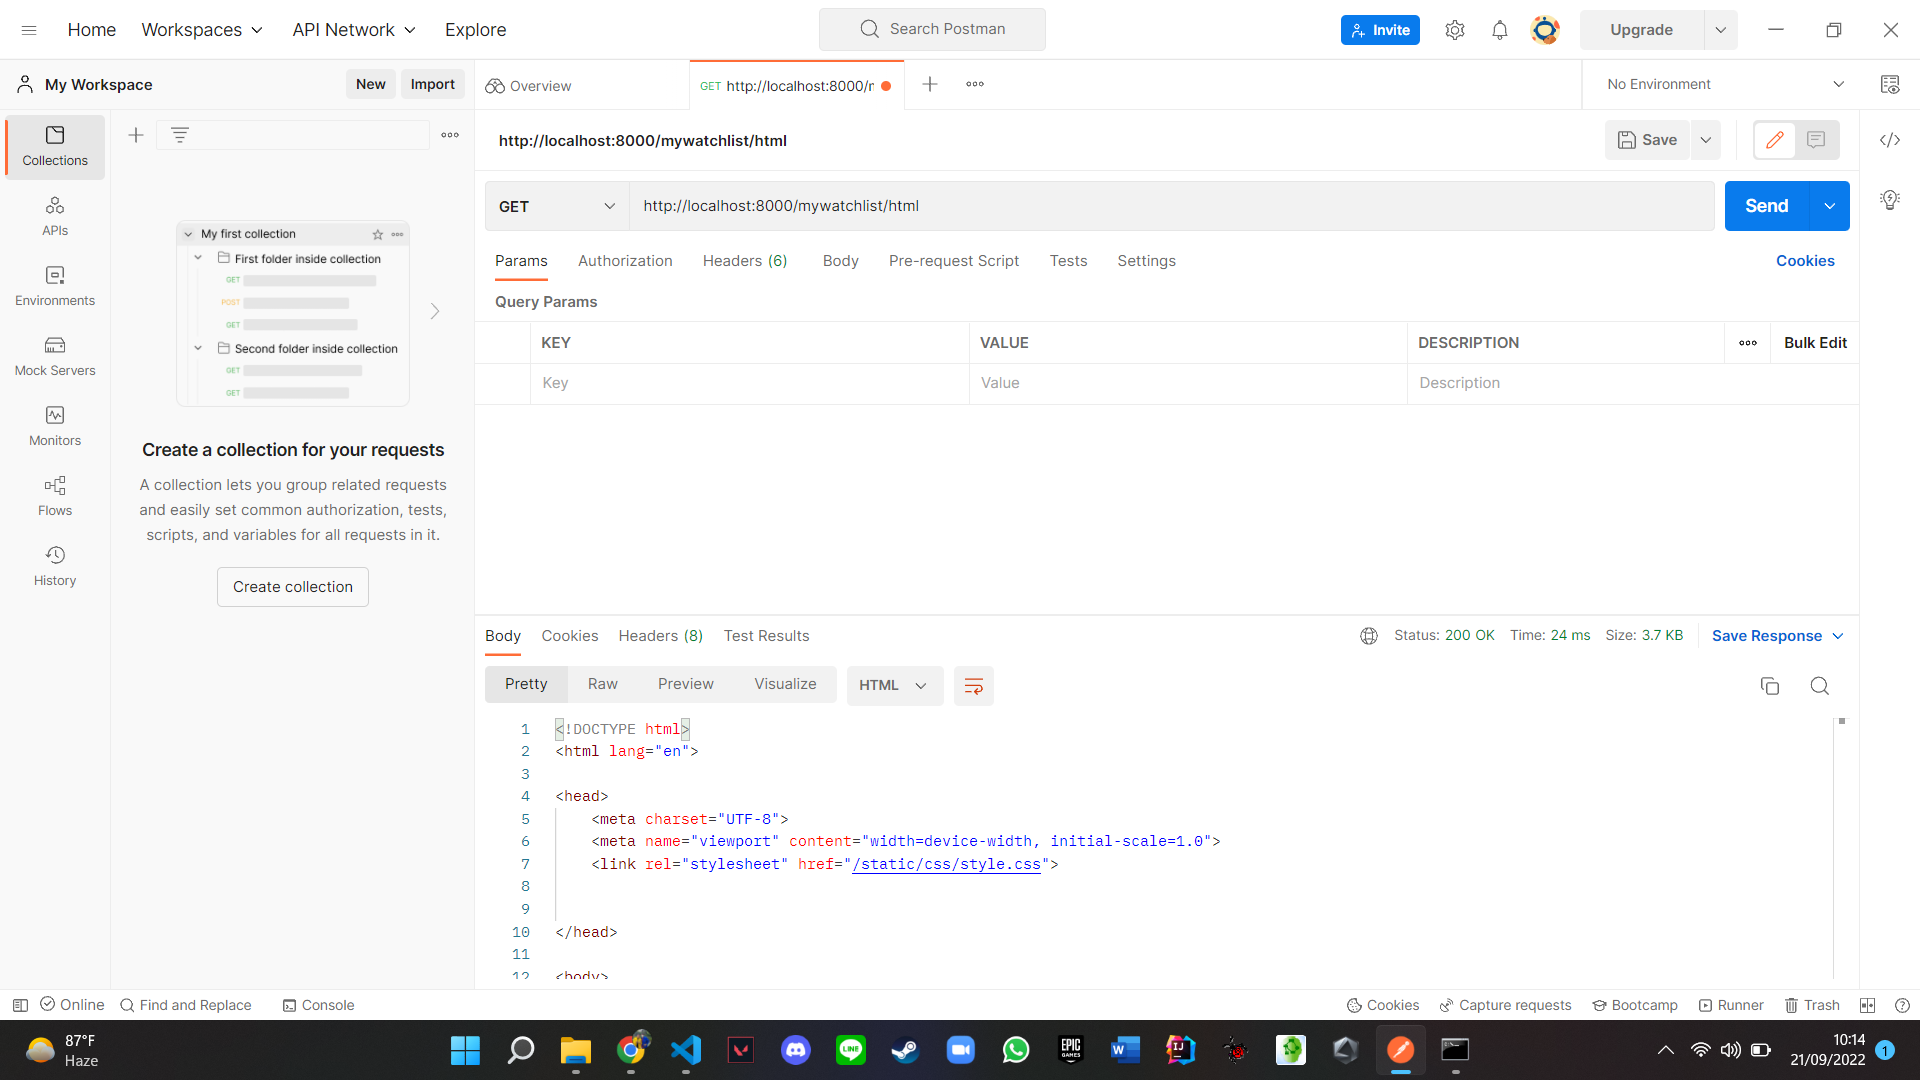 Home Workspaces API Network Explore Search Postman Invite Upgrade
My Workspace New Import Overview GET http://localhost:8000/r No Environment
Collections
APIs
Environments
Mock Servers
Monitors
Flows
History
My first collection
First folder inside collection
GET
POST
GET
Second folder inside collection
GET
GET
Create a collection for your requests
A collection lets you group related requests
and easily set common authorization, tests,
scripts, and variables for all requests in it.
Create collection
http://localhost:8000/mywatchlist/html Save
GET http://localhost:8000/mywatchlist/html Send
Params Authorization Headers (6) Body Pre-request Script Tests Settings Cookies
Query Params
KEY VALUE DESCRIPTION Bulk Edit
Key Value Description
Body Cookies Headers (8) Test Results Status: 200 OK Time: 24 ms Size: 3.7 KB Save Response
Pretty Raw Preview Visualize HTML
1 <!DOCTYPE html>
2 <html lang="en">
3
4 <head>
5 <meta charset="UTF-8">
6 <meta name="viewport" content="width=device-width, initial-scale=1.0">
7 <link rel="stylesheet" href="/static/css/style.css">
8
9
10 </head>
11
12 <body>
Online Find and Replace Console Cookies Capture requests Bootcamp Runner Trash
87°F
Haze
LINE
EPIC
GAMES
W
IJ
10:14
21/09/2022 1